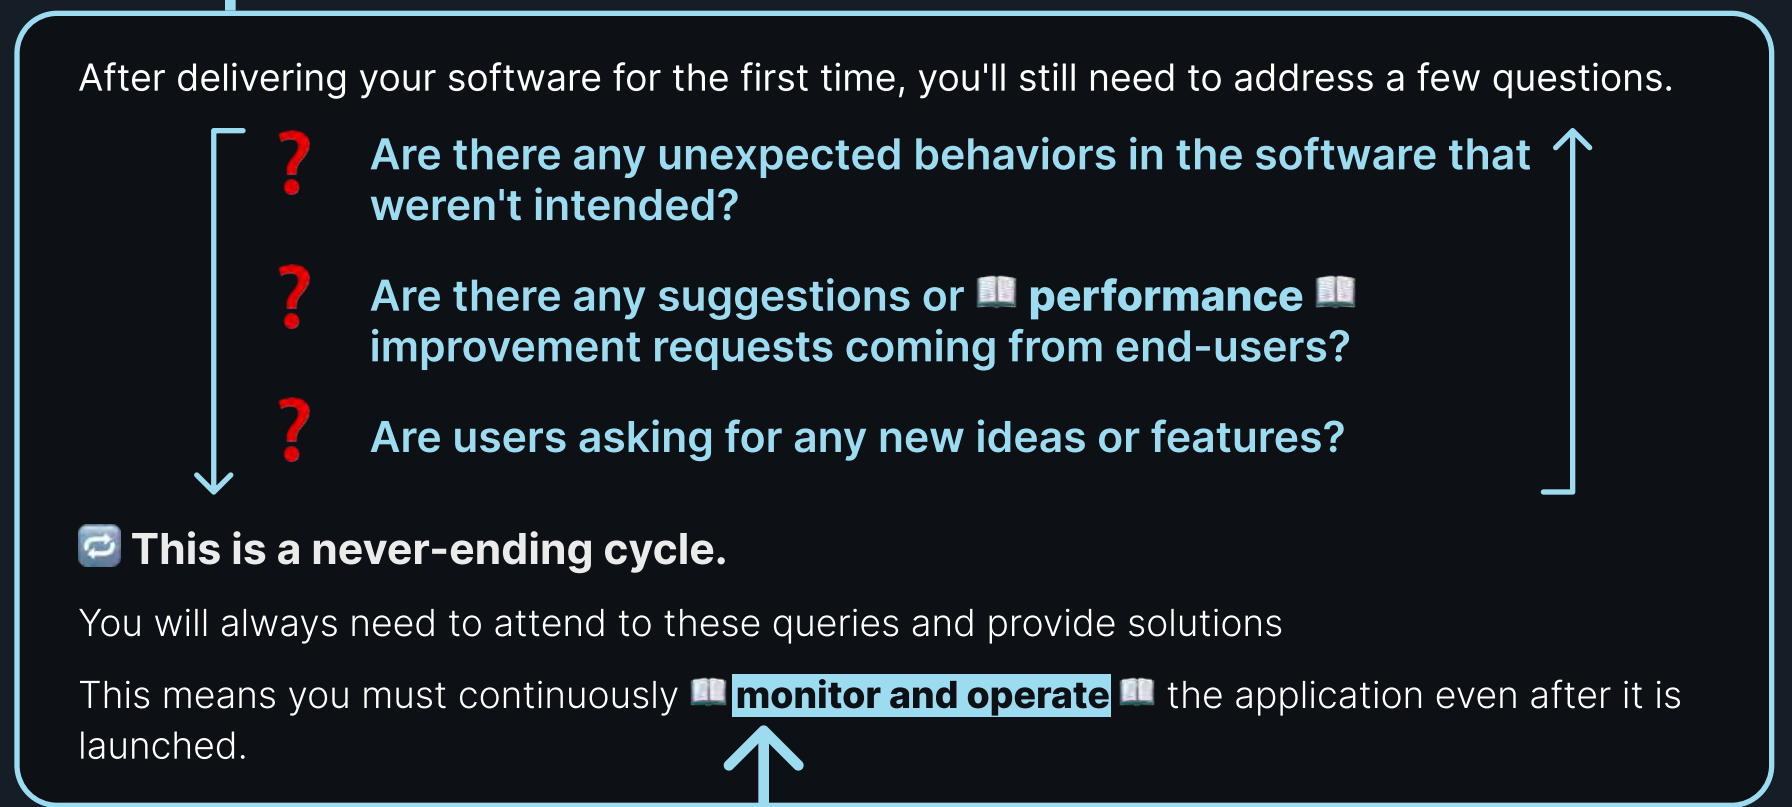 After delivering your software for the first time, you'll still need to address a few questions.
❓ Are there any unexpected behaviors in the software that
weren't intended?
❓ Are there any suggestions or 📖 performance 📖
improvement requests coming from end-users?
❓ Are users asking for any new ideas or features?
🔁 This is a never-ending cycle.
You will always need to attend to these queries and provide solutions
This means you must continuously 📖 monitor and operate 📖 the application even after it is
launched.